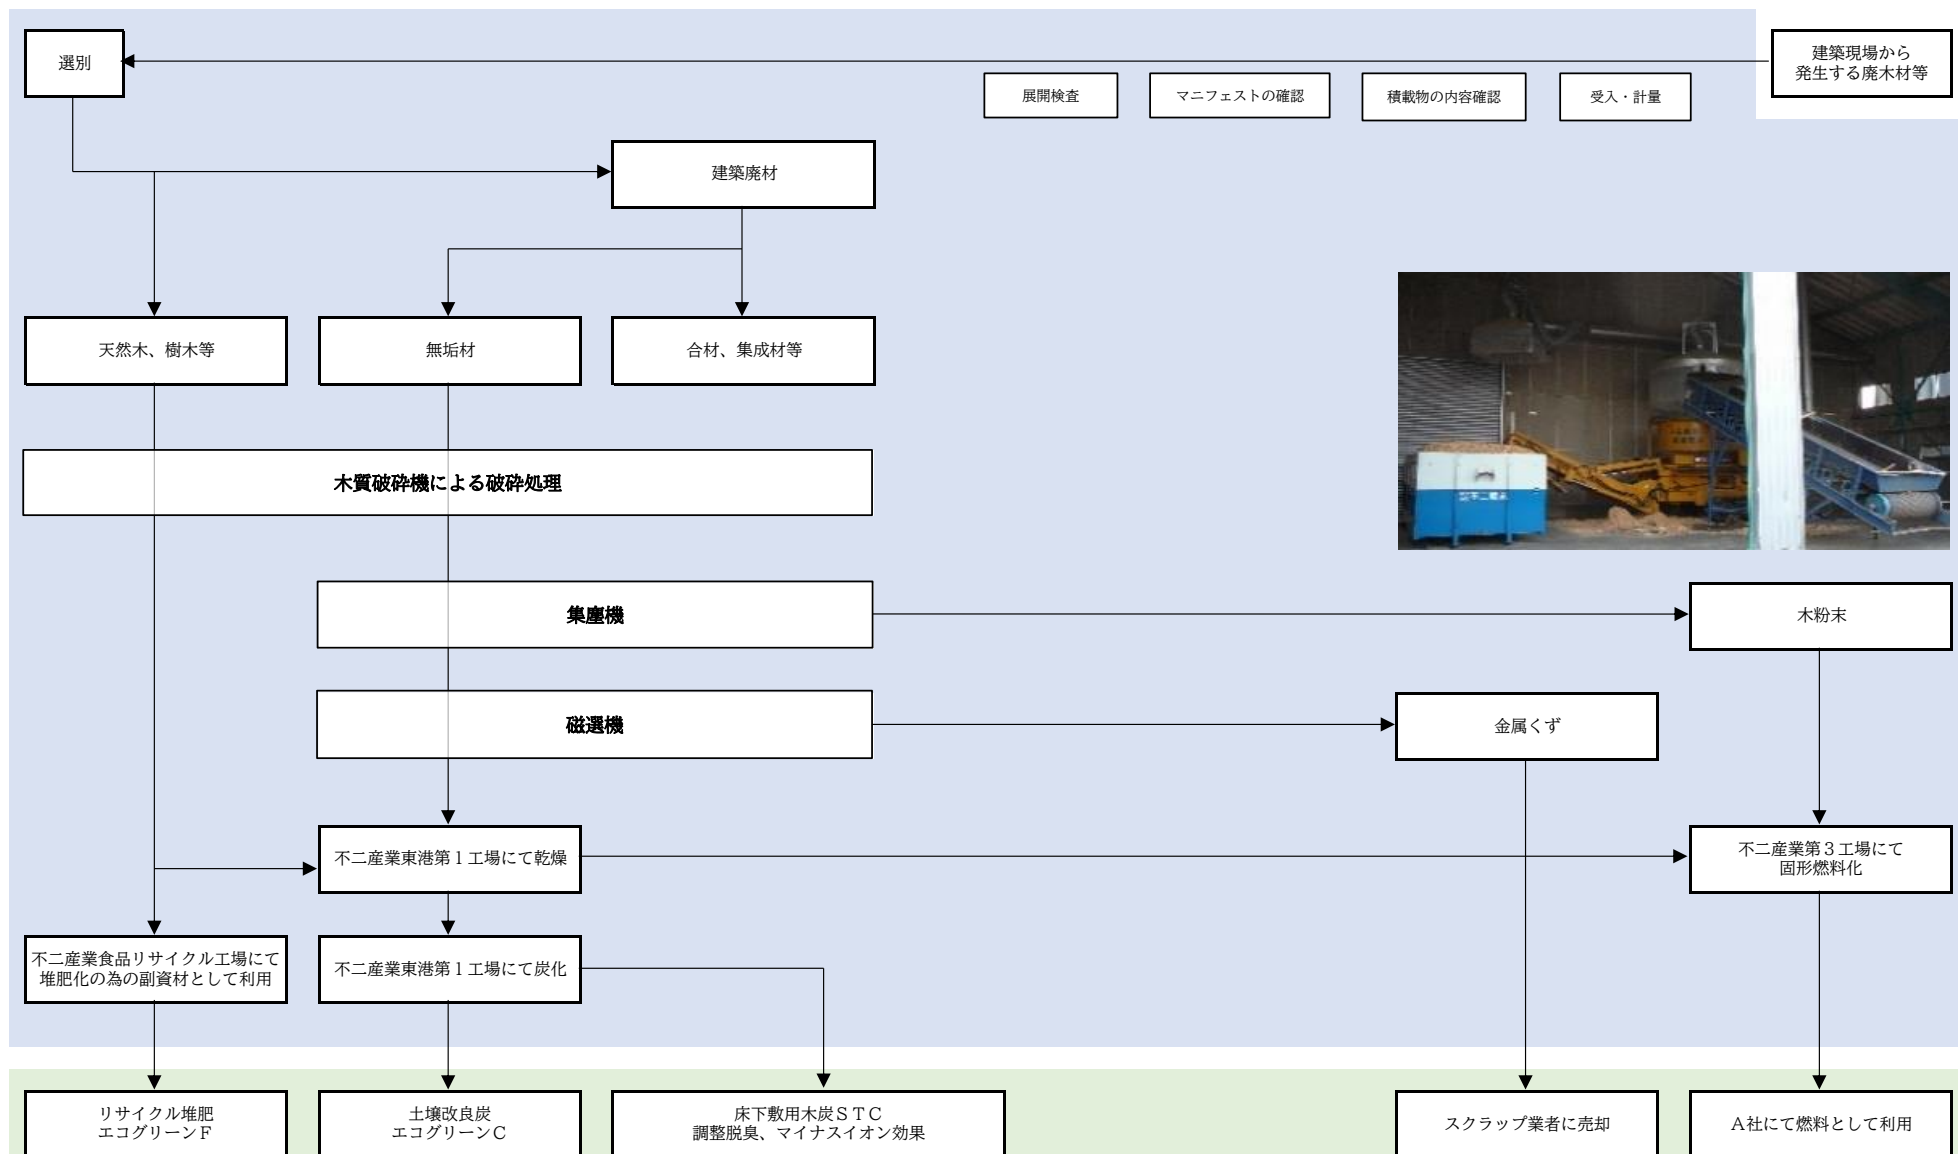 選別
建築現場から
発生する廃木材等
展開検査
マニフェストの確認
積載物の内容確認
受入・計量
建築廃材
天然木、樹木等
無垢材
合材、集成材等
木質破砕機による破砕処理
集塵機
木粉末
磁選機
金属くず
不二産業東港第１工場にて乾燥
不二産業第３工場にて
固形燃料化
不二産業食品リサイクル工場にて
堆肥化の為の副資材として利用
不二産業東港第１工場にて炭化
リサイクル堆肥
エコグリーンＦ
土壌改良炭
エコグリーンＣ
床下敷用木炭ＳＴＣ
調整脱臭、マイナスイオン効果
スクラップ業者に売却
Ａ社にて燃料として利用